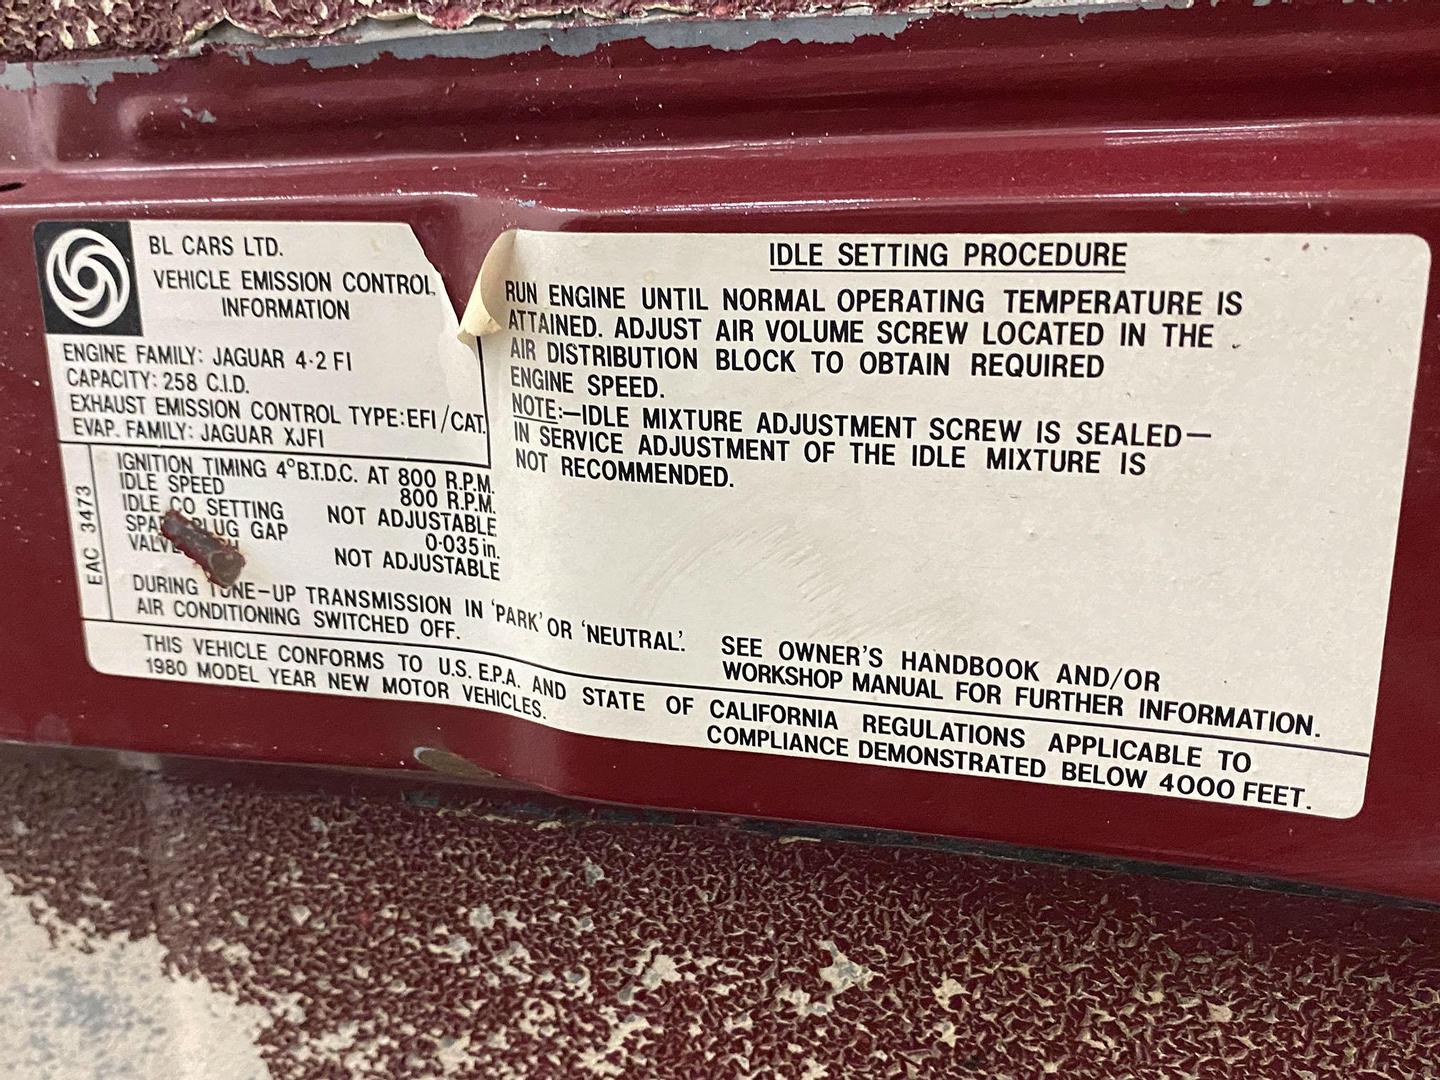 BL CARS LTD.
VEHICLE EMISSION CONTROL
INFORMATION
ENGINE FAMILY: JAGUAR 4·2 FI
CAPACITY: 258 C.I.D.
EXHAUST EMISSION CONTROL TYPE: EFI/CAT.
EVAP. FAMILY: JAGUAR XJFI
EAC 3473
IGNITION TIMING 4° B.T.D.C. AT 800 R.P.M.
IDLE SPEED 800 R.P.M.
IDLE CO SETTING NOT ADJUSTABLE
PLUG GAP 0·035 in.
NOT ADJUSTABLE
DURING TUNE-UP TRANSMISSION IN 'PARK' OR 'NEUTRAL'.
AIR CONDITIONING SWITCHED OFF.
IDLE SETTING PROCEDURE
RUN ENGINE UNTIL NORMAL OPERATING TEMPERATURE IS
ATTAINED. ADJUST AIR VOLUME SCREW LOCATED IN THE
AIR DISTRIBUTION BLOCK TO OBTAIN REQUIRED
ENGINE SPEED.
NOTE:—IDLE MIXTURE ADJUSTMENT SCREW IS SEALED—
IN SERVICE ADJUSTMENT OF THE IDLE MIXTURE IS
NOT RECOMMENDED.
SEE OWNER'S HANDBOOK AND/OR
WORKSHOP MANUAL FOR FURTHER INFORMATION.
THIS VEHICLE CONFORMS TO U.S. E.P.A. AND STATE OF CALIFORNIA REGULATIONS APPLICABLE TO
1980 MODEL YEAR NEW MOTOR VEHICLES. COMPLIANCE DEMONSTRATED BELOW 4000 FEET.